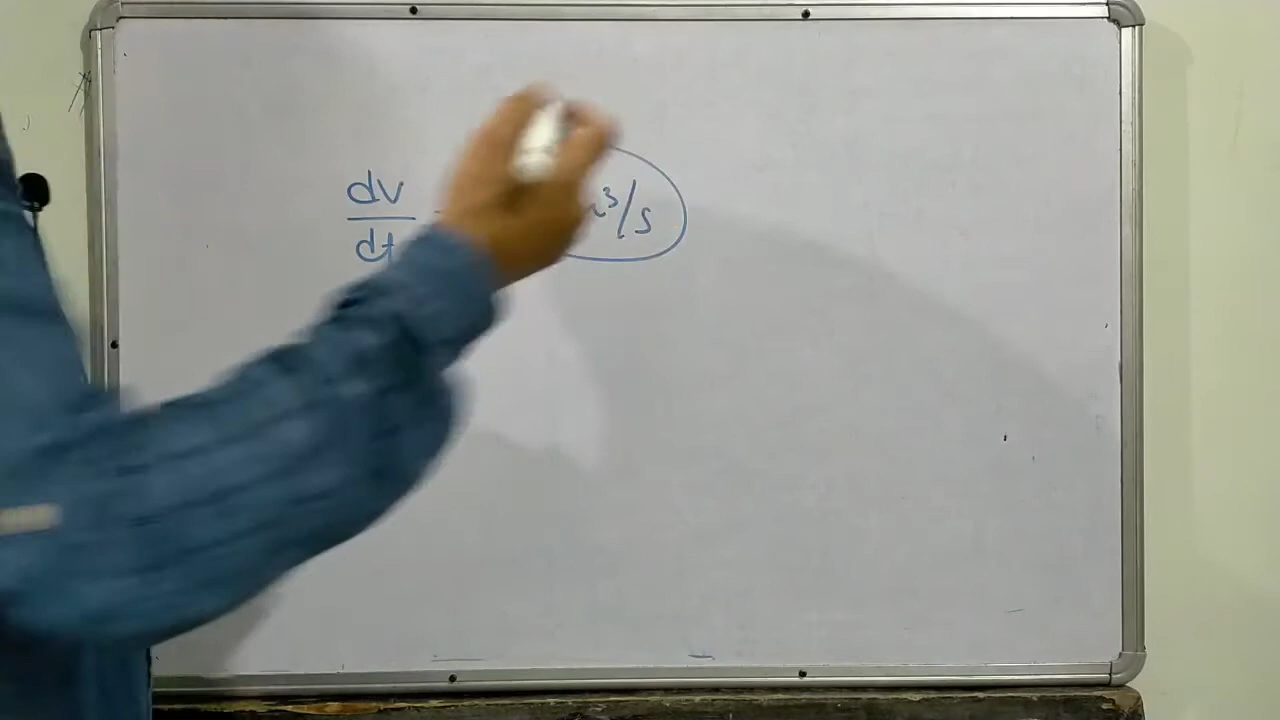 dv/dt = ³/s